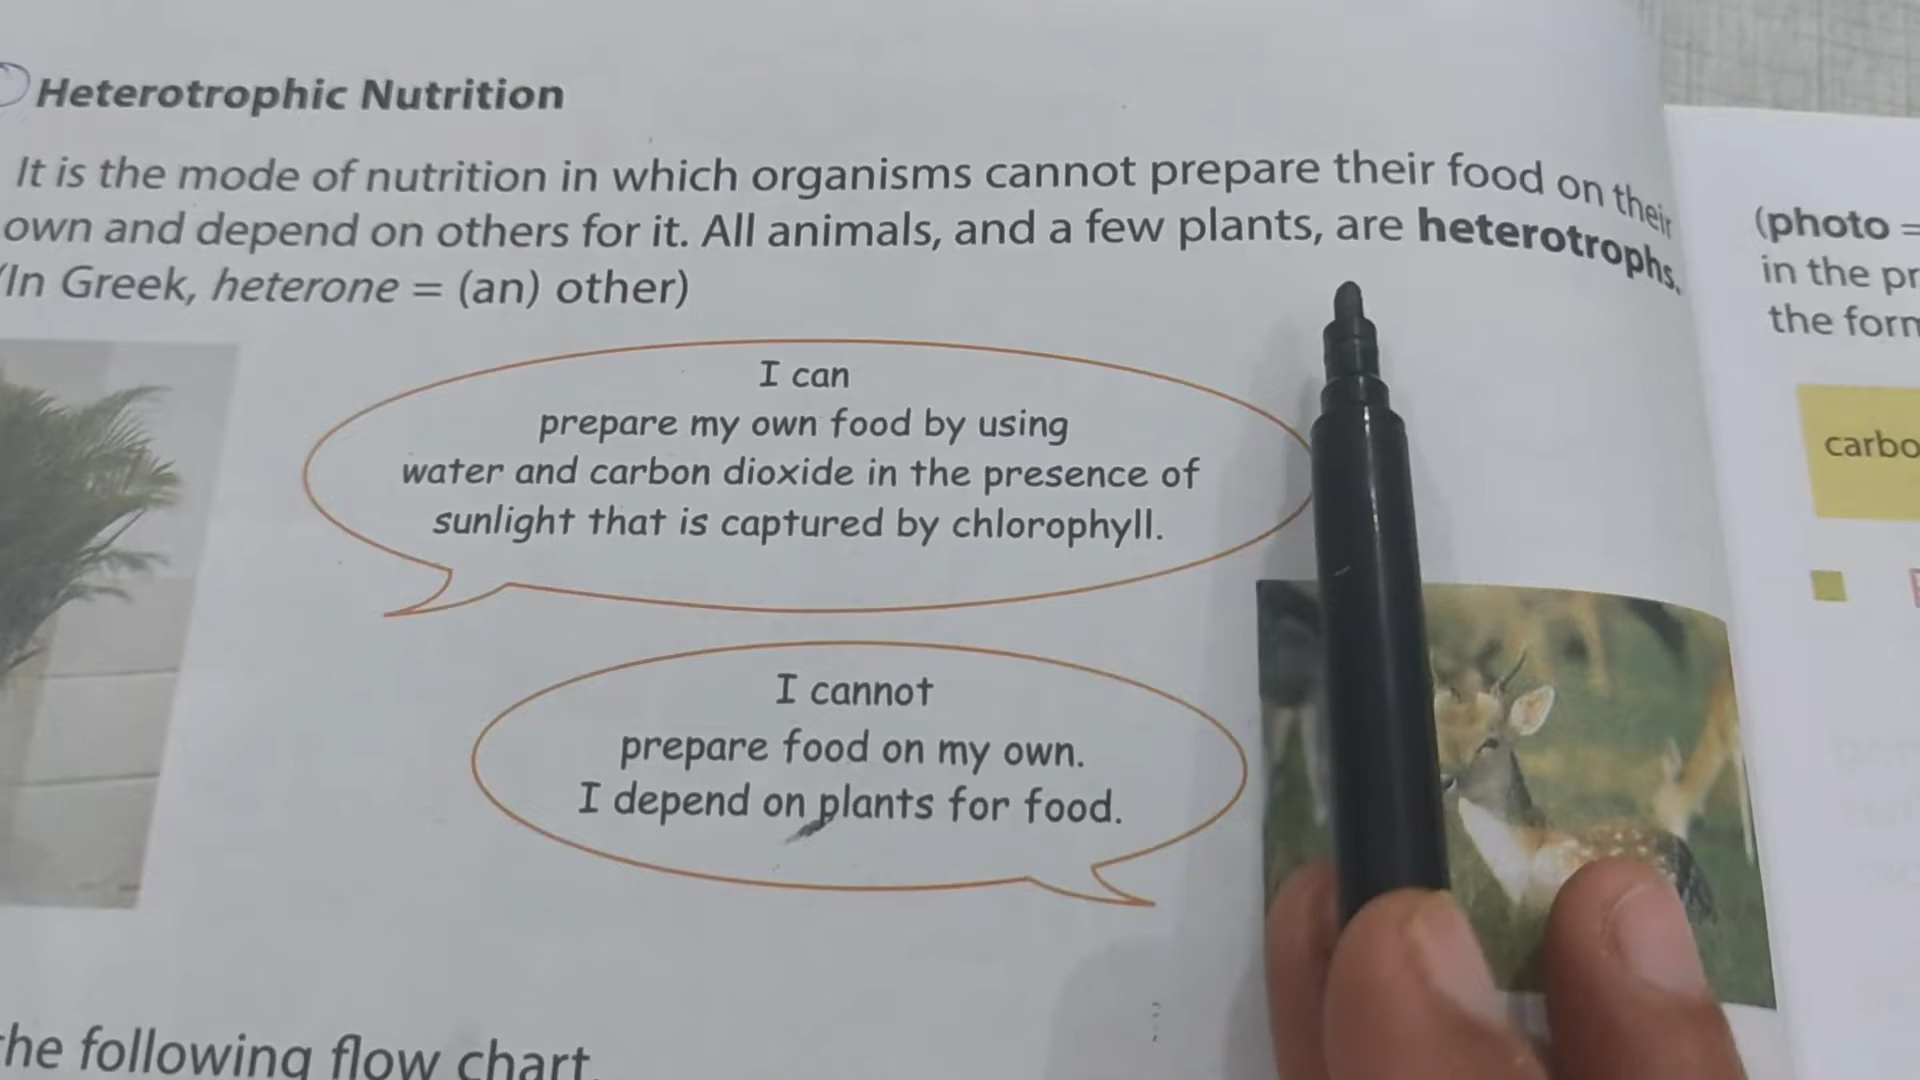 Heterotrophic Nutrition
It is the mode of nutrition in which organisms cannot prepare their food on their
own and depend on others for it. All animals, and a few plants, are heterotrophs.
(In Greek, heterone = (an) other)
I can
prepare my own food by using
water and carbon dioxide in the presence of
sunlight that is captured by chlorophyll.
I cannot
prepare food on my own.
I depend on plants for food.
the following flow chart.
(photo =
in the pr
the form
carbo